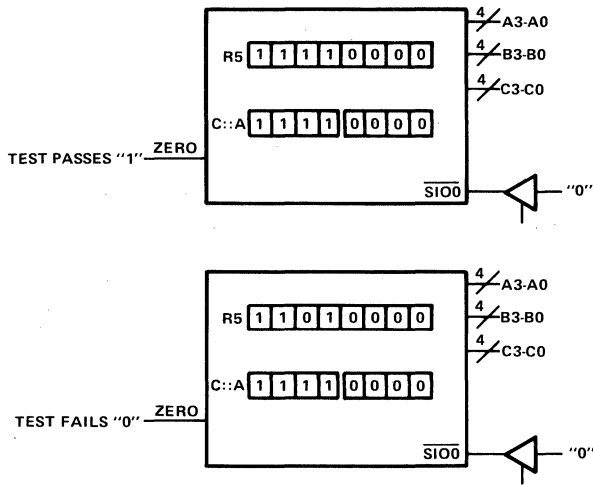 4
A3-A0
R5 1 1 1 1 0 0 0 0
4
B3-B0
4
C3-C0
C::A 1 1 1 1 0 0 0 0
ZERO
TEST PASSES "1"
SIO0
"0"
4
A3-A0
R5 1 1 0 1 0 0 0 0
4
B3-B0
4
C3-C0
C::A 1 1 1 1 0 0 0 0
ZERO
TEST FAILS "0"
SIO0
"0"